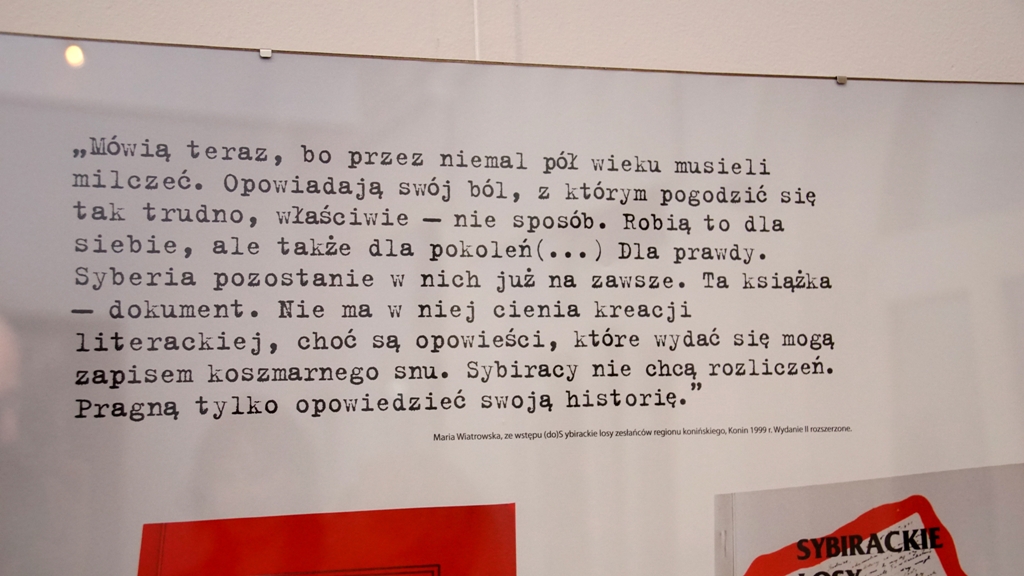 „Mówią teraz, bo przez niemal pół wieku musieli
milczeć. Opowiadają swój ból, z którym pogodzić się
tak trudno, właściwie — nie sposób. Robią to dla
siebie, ale także dla pokoleń(...) Dla prawdy.
Syberia pozostanie w nich już na zawsze. Ta książka
— dokument. Nie ma w niej cienia kreacji
literackiej, choć są opowieści, które wydać się mogą
zapisem koszmarnego snu. Sybiracy nie chcą rozliczeń.
Pragną tylko opowiedzieć swoją historię.”
Maria Wiatrowska, ze wstępu (do)S ybirackie losy zesłańców regionu konińskiego, Konin 1999 r. Wydanie II rozszerzone.
SYBIRACKIE
LOSY